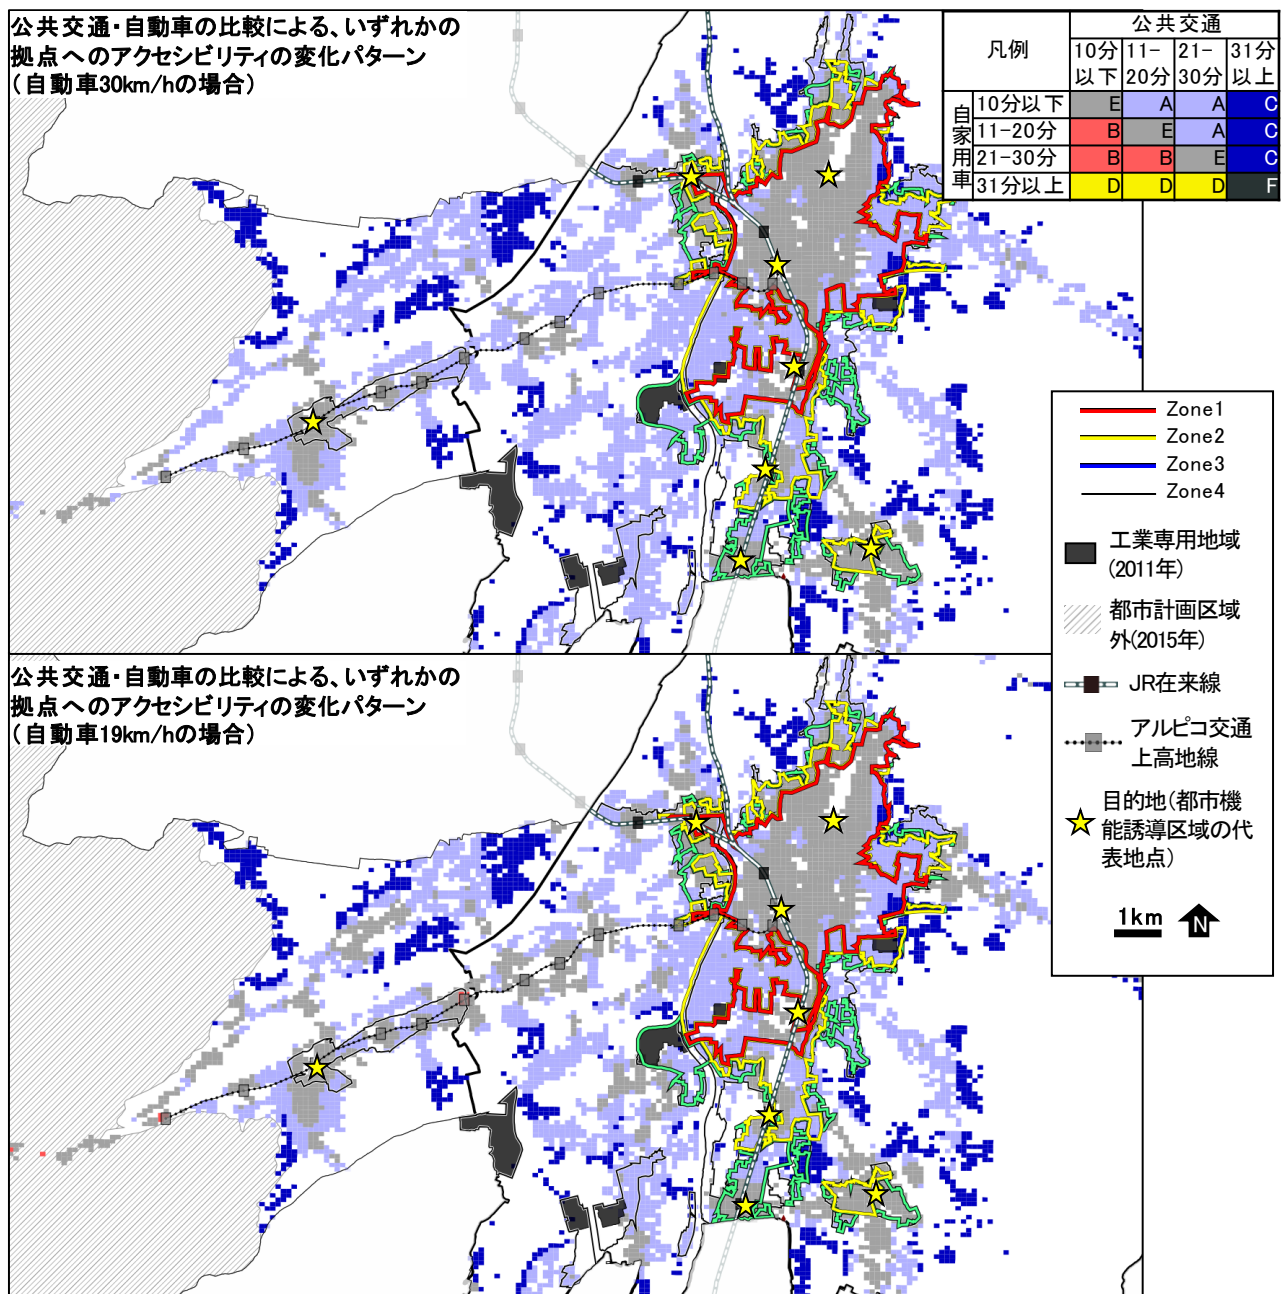 公共交通・自動車の比較による、いずれかの
拠点へのアクセシビリティの変化パターン
（自動車30km/hの場合）
凡例
公共交通
10分以下
11-20分
21-30分
31分以上
自家用車
10分以下 E A A C
11-20分 B E A C
21-30分 B B E C
31分以上 D D D F
Zone1
Zone2
Zone3
Zone4
工業専用地域
(2011年)
都市計画区域
外(2015年)
JR在来線
アルピコ交通
上高地線
目的地（都市機
能誘導区域の代
表地点）
1km
N
公共交通・自動車の比較による、いずれかの
拠点へのアクセシビリティの変化パターン
（自動車19km/hの場合）